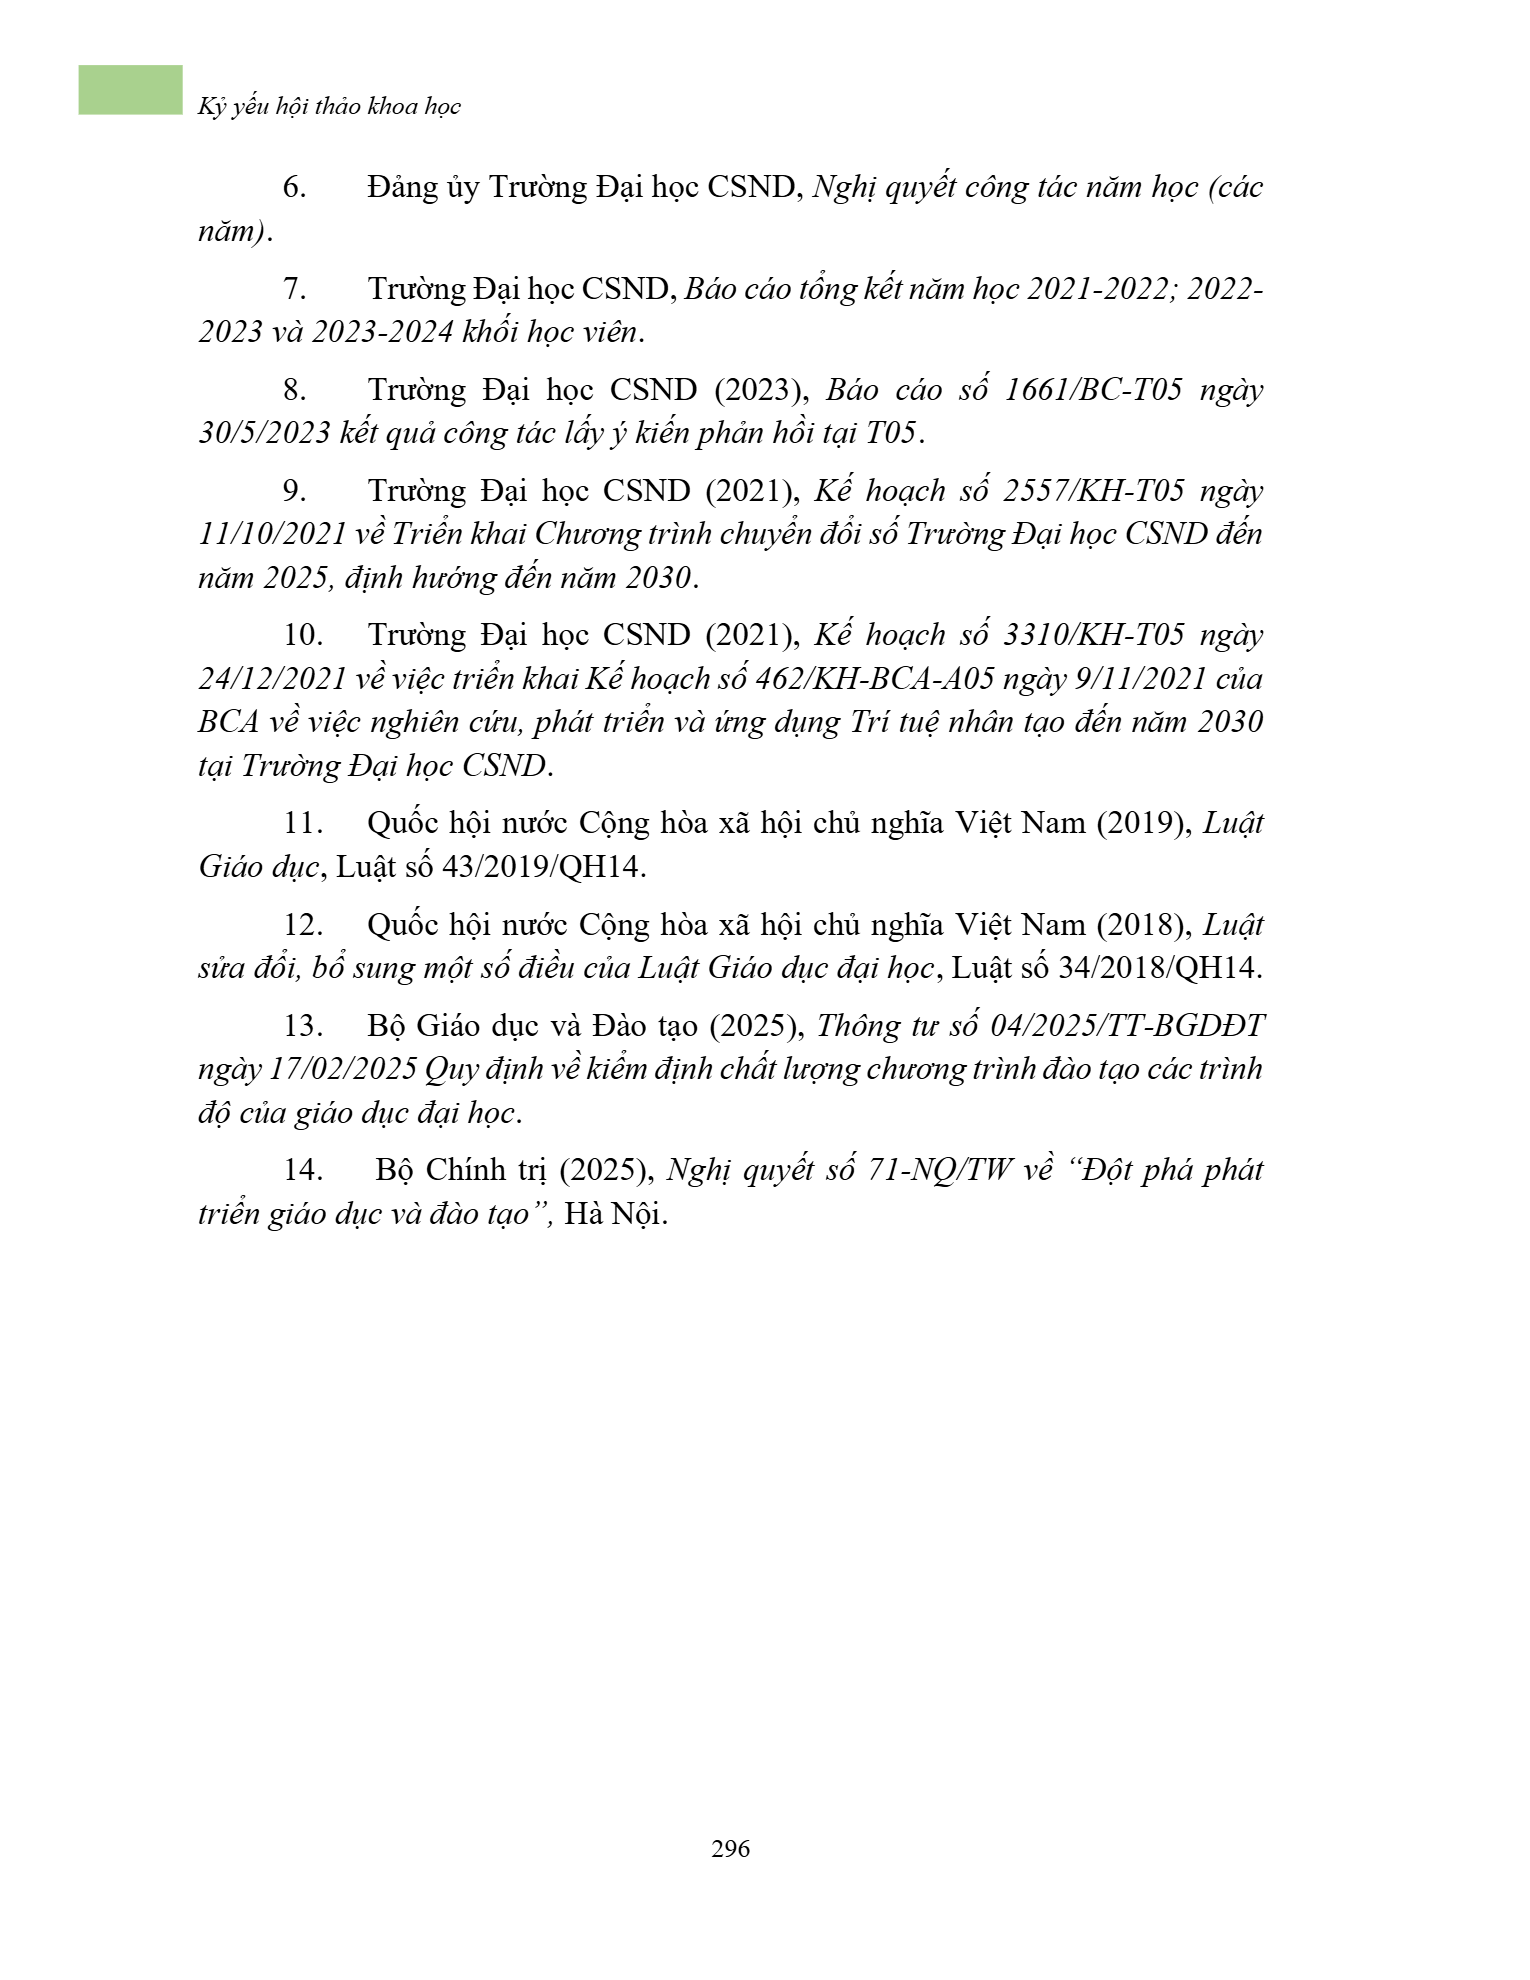 Kỷ yếu hội thảo khoa học
6. Đảng ủy Trường Đại học CSND, Nghị quyết công tác năm học (các
năm).
7. Trường Đại học CSND, Báo cáo tổng kết năm học 2021-2022; 2022-
2023 và 2023-2024 khối học viên.
8. Trường Đại học CSND (2023), Báo cáo số 1661/BC-T05 ngày
30/5/2023 kết quả công tác lấy ý kiến phản hồi tại T05.
9. Trường Đại học CSND (2021), Kế hoạch số 2557/KH-T05 ngày
11/10/2021 về Triển khai Chương trình chuyển đổi số Trường Đại học CSND đến
năm 2025, định hướng đến năm 2030.
10. Trường Đại học CSND (2021), Kế hoạch số 3310/KH-T05 ngày
24/12/2021 về việc triển khai Kế hoạch số 462/KH-BCA-A05 ngày 9/11/2021 của
BCA về việc nghiên cứu, phát triển và ứng dụng Trí tuệ nhân tạo đến năm 2030
tại Trường Đại học CSND.
11. Quốc hội nước Cộng hòa xã hội chủ nghĩa Việt Nam (2019), Luật
Giáo dục, Luật số 43/2019/QH14.
12. Quốc hội nước Cộng hòa xã hội chủ nghĩa Việt Nam (2018), Luật
sửa đổi, bổ sung một số điều của Luật Giáo dục đại học, Luật số 34/2018/QH14.
13. Bộ Giáo dục và Đào tạo (2025), Thông tư số 04/2025/TT-BGDĐT
ngày 17/02/2025 Quy định về kiểm định chất lượng chương trình đào tạo các trình
độ của giáo dục đại học.
14. Bộ Chính trị (2025), Nghị quyết số 71-NQ/TW về “Đột phá phát
triển giáo dục và đào tạo”, Hà Nội.
296